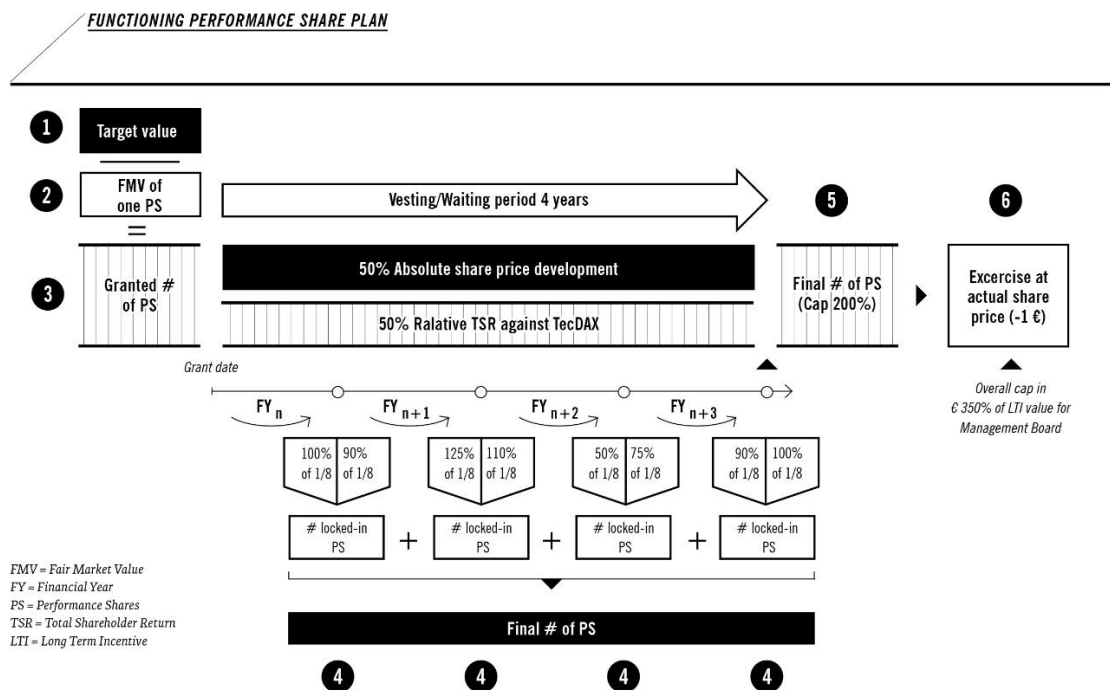 FUNCTIONING PERFORMANCE SHARE PLAN
1
Target value
2
FMV of
one PS
=
Vesting/Waiting period 4 years
5
6
3
Granted #
of PS
50% Absolute share price development
50% Ralative TSR against TecDAX
Final # of PS
(Cap 200%)
Excercise at
actual share
price (-1 €)
Overall cap in
€ 350% of LTI value for
Management Board
Grant date
FY n
FY n+1
FY n+2
FY n+3
100%
of 1/8
90%
of 1/8
125%
of 1/8
110%
of 1/8
50%
of 1/8
75%
of 1/8
90%
of 1/8
100%
of 1/8
# locked-in
PS
+
# locked-in
PS
+
# locked-in
PS
+
# locked-in
PS
FMV = Fair Market Value
FY = Financial Year
PS = Performance Shares
TSR = Total Shareholder Return
LTI = Long Term Incentive
Final # of PS
4
4
4
4